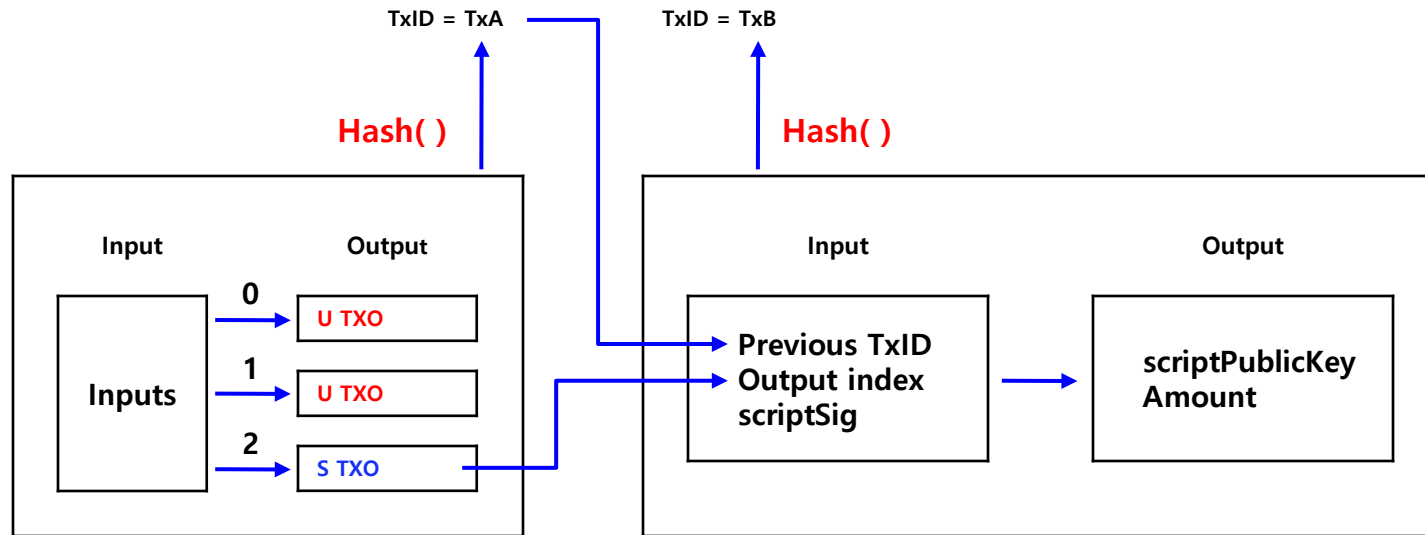 TxID = TxA
TxID = TxB
Hash( )
Hash( )
Input
Output
Input
Output
0
U TXO
1
U TXO
Inputs
2
S TXO
Previous TxID
Output index
scriptSig
scriptPublicKey
Amount